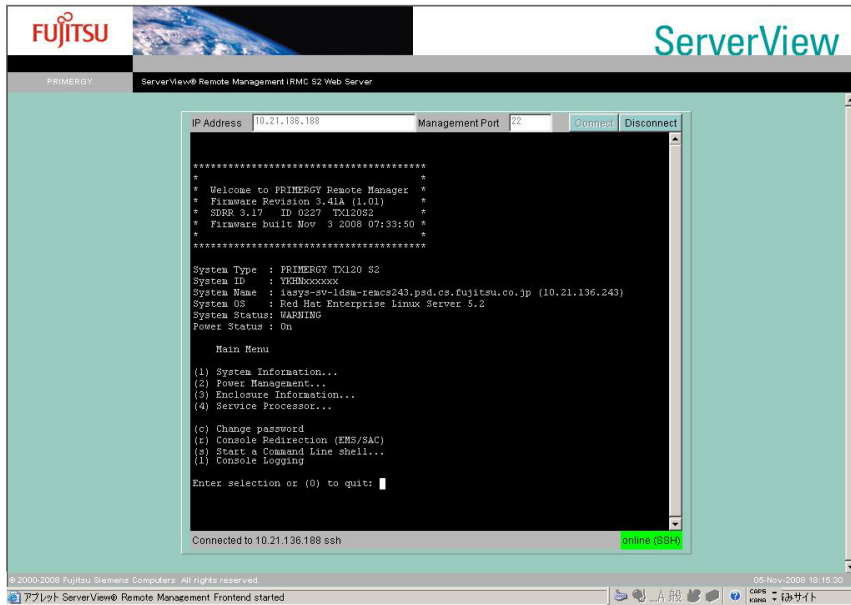 FUJITSU
ServerView
PRIMERGY
ServerView® Remote Management iRMC S2 Web Server
IP Address 10.21.136.188 Management Port 22 Connect Disconnect
****************************************
* *
* Welcome to PRIMERGY Remote Manager *
* Firmware Revision 3.41A (1.01) *
* SDRR 3.17 ID 0227 TX120S2 *
* Firmware built Nov 3 2008 07:33:50 *
* *
****************************************
System Type : PRIMERGY TX120 S2
System ID : YKHNxxxxxx
System Name : iasys-sv-ldsm-remcs243.psd.cs.fujitsu.co.jp (10.21.136.243)
System OS : Red Hat Enterprise Linux Server 5.2
System Status: WARNING
Power Status : On
Main Menu
(1) System Information...
(2) Power Management...
(3) Enclosure Information...
(4) Service Processor...
(c) Change password
(r) Console Redirection (EMS/SAC)
(s) Start a Command Line shell...
(l) Console Logging
Enter selection or (0) to quit:
Connected to 10.21.136.188 ssh online (SSH)
© 2000-2008 Fujitsu Siemens Computers All rights reserved. 05-Nov-2008 18:15:30
アプレット ServerView® Remote Management Frontend started
A 般 CAPS KANA
サイト